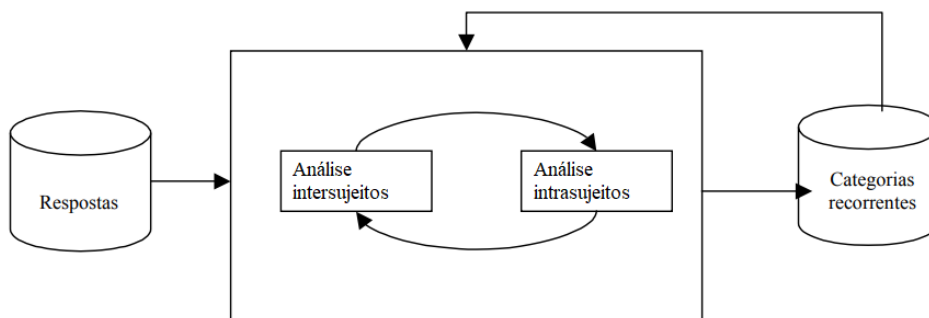 Respostas
Análise
intersujeitos
Análise
intrasujeitos
Categorias
recorrentes